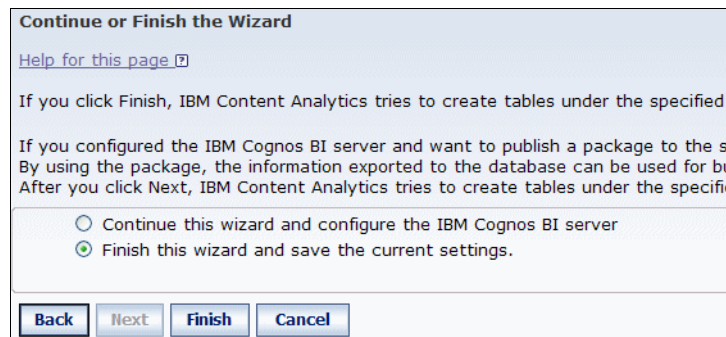 Continue or Finish the Wizard
Help for this page ?
If you click Finish, IBM Content Analytics tries to create tables under the specified
If you configured the IBM Cognos BI server and want to publish a package to the s
By using the package, the information exported to the database can be used for bu
After you click Next, IBM Content Analytics tries to create tables under the specifi
Continue this wizard and configure the IBM Cognos BI server
Finish this wizard and save the current settings.
Back Next Finish Cancel